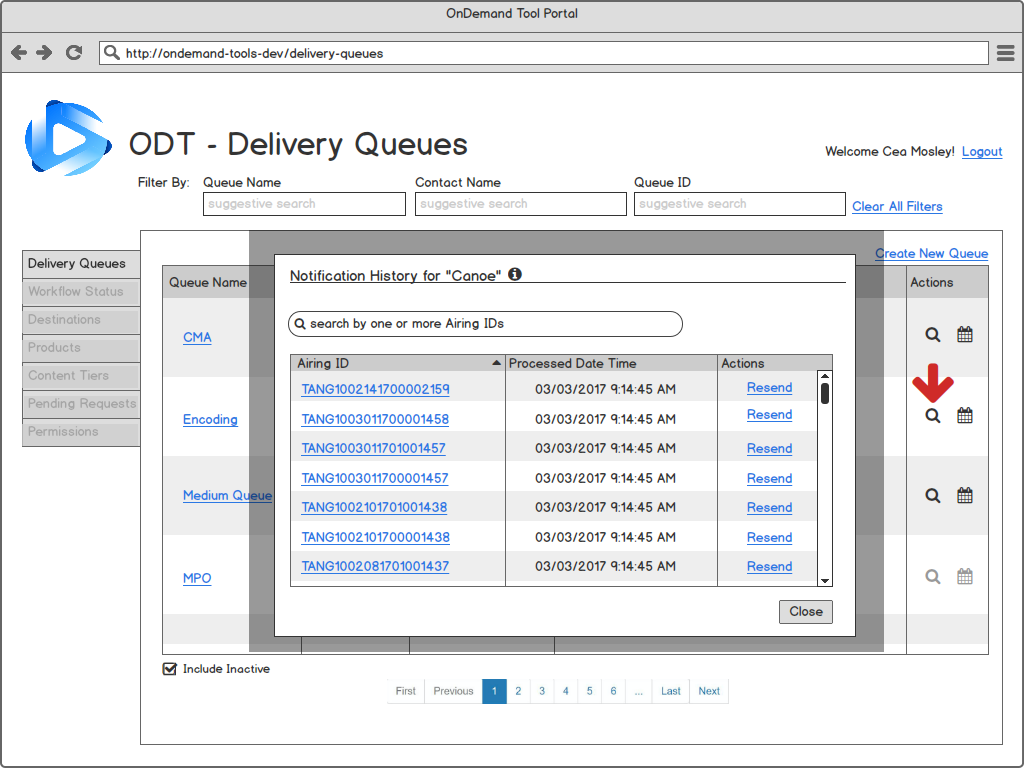 OnDemand Tool Portal
http://ondemand-tools-dev/delivery-queues
ODT - Delivery Queues
Welcome Cea Mosley! Logout
Filter By: Queue Name Contact Name Queue ID
suggestive search suggestive search suggestive search Clear All Filters
Create New Queue
Delivery Queues
Workflow Status
Destinations
Products
Content Tiers
Pending Requests
Permissions
Queue Name Actions
CMA
Encoding
Medium Queue
MPO
Notification History for "Canoe"
search by one or more Airing IDs
Airing ID Processed Date Time Actions
TANG1002141700002159 03/03/2017 9:14:45 AM Resend
TANG1003011700001458 03/03/2017 9:14:45 AM Resend
TANG1003011701001457 03/03/2017 9:14:45 AM Resend
TANG1003011700001457 03/03/2017 9:14:45 AM Resend
TANG1002101701001438 03/03/2017 9:14:45 AM Resend
TANG1002101700001438 03/03/2017 9:14:45 AM Resend
TANG1002081701001437 03/03/2017 9:14:45 AM Resend
Close
Include Inactive
First Previous 1 2 3 4 5 6 ... Last Next